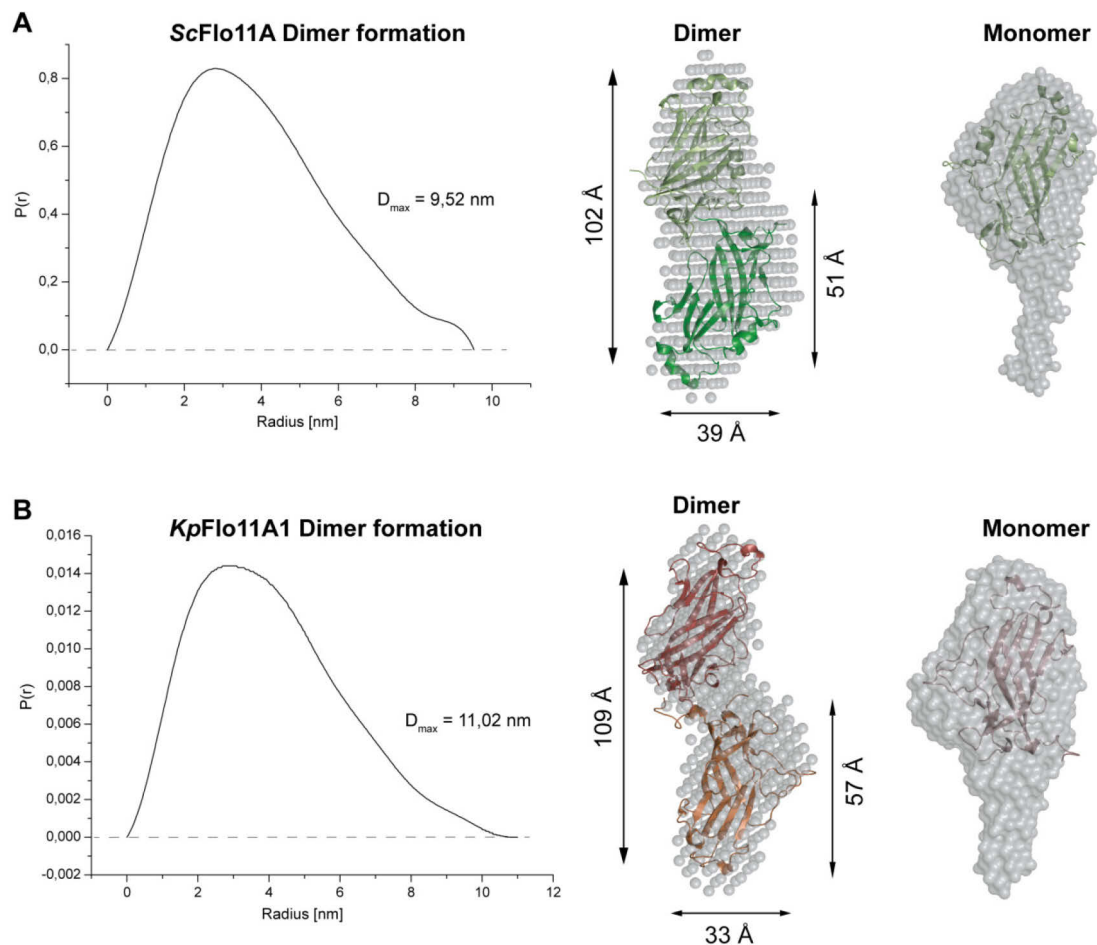 A
ScFlo11A Dimer formation
Dimer
Monomer
0,8
0,6
0,4
0,2
0,0
P(r)
Dmax = 9,52 nm
0
2
4
6
8
10
Radius [nm]
102 Å
51 Å
39 Å
B
KpFlo11A1 Dimer formation
Dimer
Monomer
0,016
0,014
0,012
0,010
0,008
0,006
0,004
0,002
0,000
-0,002
P(r)
Dmax = 11,02 nm
0
2
4
6
8
10
12
Radius [nm]
109 Å
57 Å
33 Å